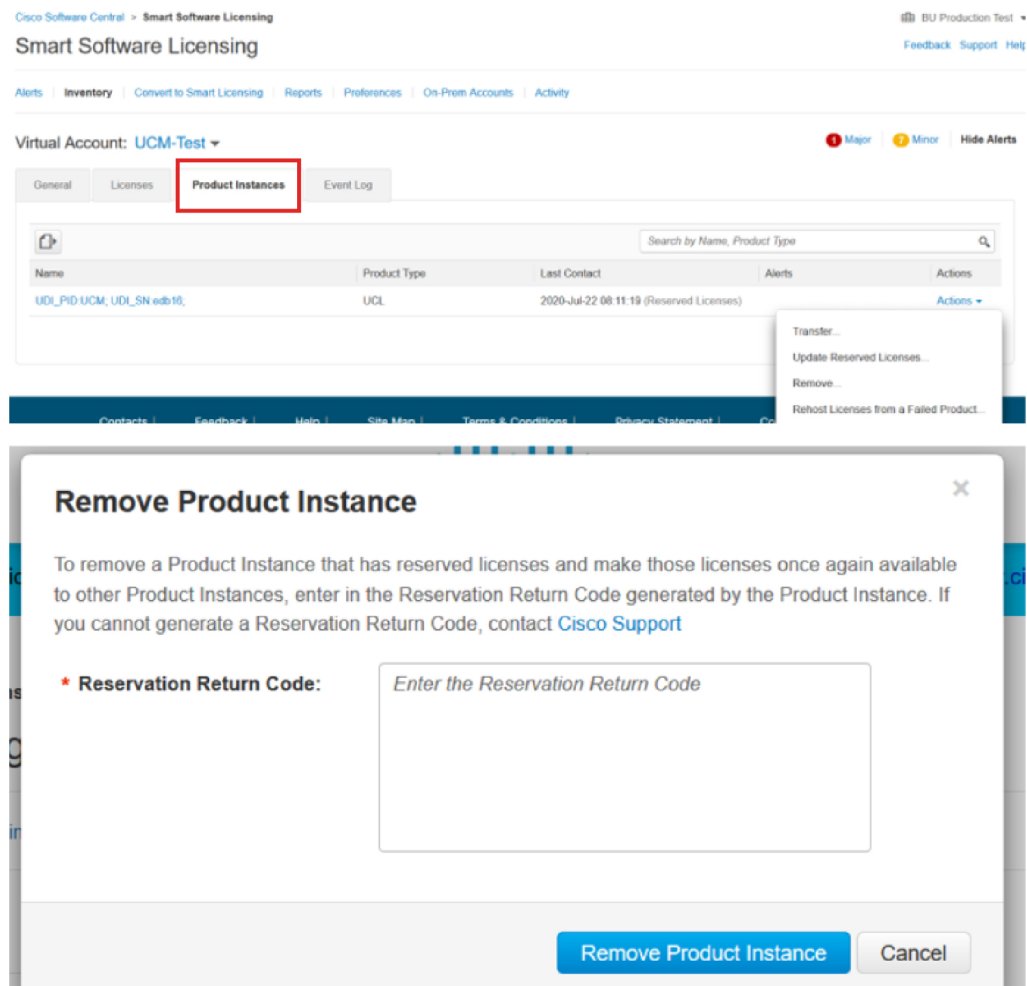 Cisco Software Central > Smart Software Licensing
BU Production Test
Smart Software Licensing
Feedback Support Help
Alerts Inventory Convert to Smart Licensing Reports Preferences On-Prem Accounts Activity
Virtual Account: UCM-Test
1 Major 7 Minor Hide Alerts
General Licenses Product Instances Event Log
Search by Name, Product Type
Name Product Type Last Contact Alerts Actions
UDI_PID:UCM; UDI_SN:edb16; UCL 2020-Jul-22 08:11:19 (Reserved Licenses) Actions
Transfer...
Update Reserved Licenses...
Remove...
Rehost Licenses from a Failed Product...
Contacts | Feedback | Help | Site Map | Terms & Conditions | Privacy Statement |
Remove Product Instance
To remove a Product Instance that has reserved licenses and make those licenses once again available
to other Product Instances, enter in the Reservation Return Code generated by the Product Instance. If
you cannot generate a Reservation Return Code, contact Cisco Support
* Reservation Return Code:
Enter the Reservation Return Code
Remove Product Instance Cancel